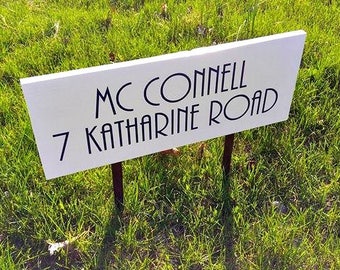 MC CONNELL
7 KATHARINE ROAD